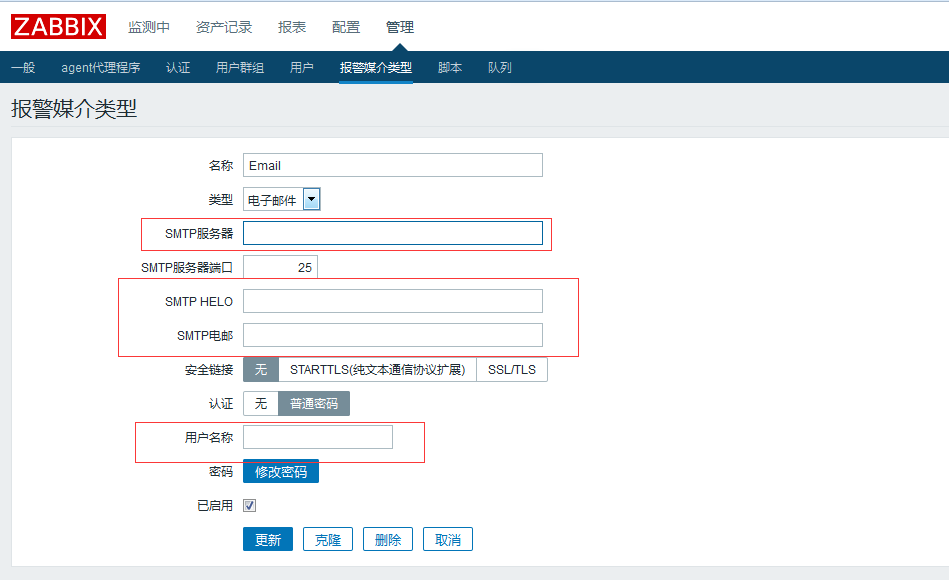 ZABBIX 监测中 资产记录 报表 配置 管理
一般 agent代理程序 认证 用户群组 用户 报警媒介类型 脚本 队列
报警媒介类型
名称 Email
类型 电子邮件
SMTP服务器
SMTP服务器端口 25
SMTP HELO
SMTP电邮
安全链接 无 STARTTLS(纯文本通信协议扩展) SSL/TLS
认证 无 普通密码
用户名称
密码 修改密码
已启用
更新 克隆 删除 取消